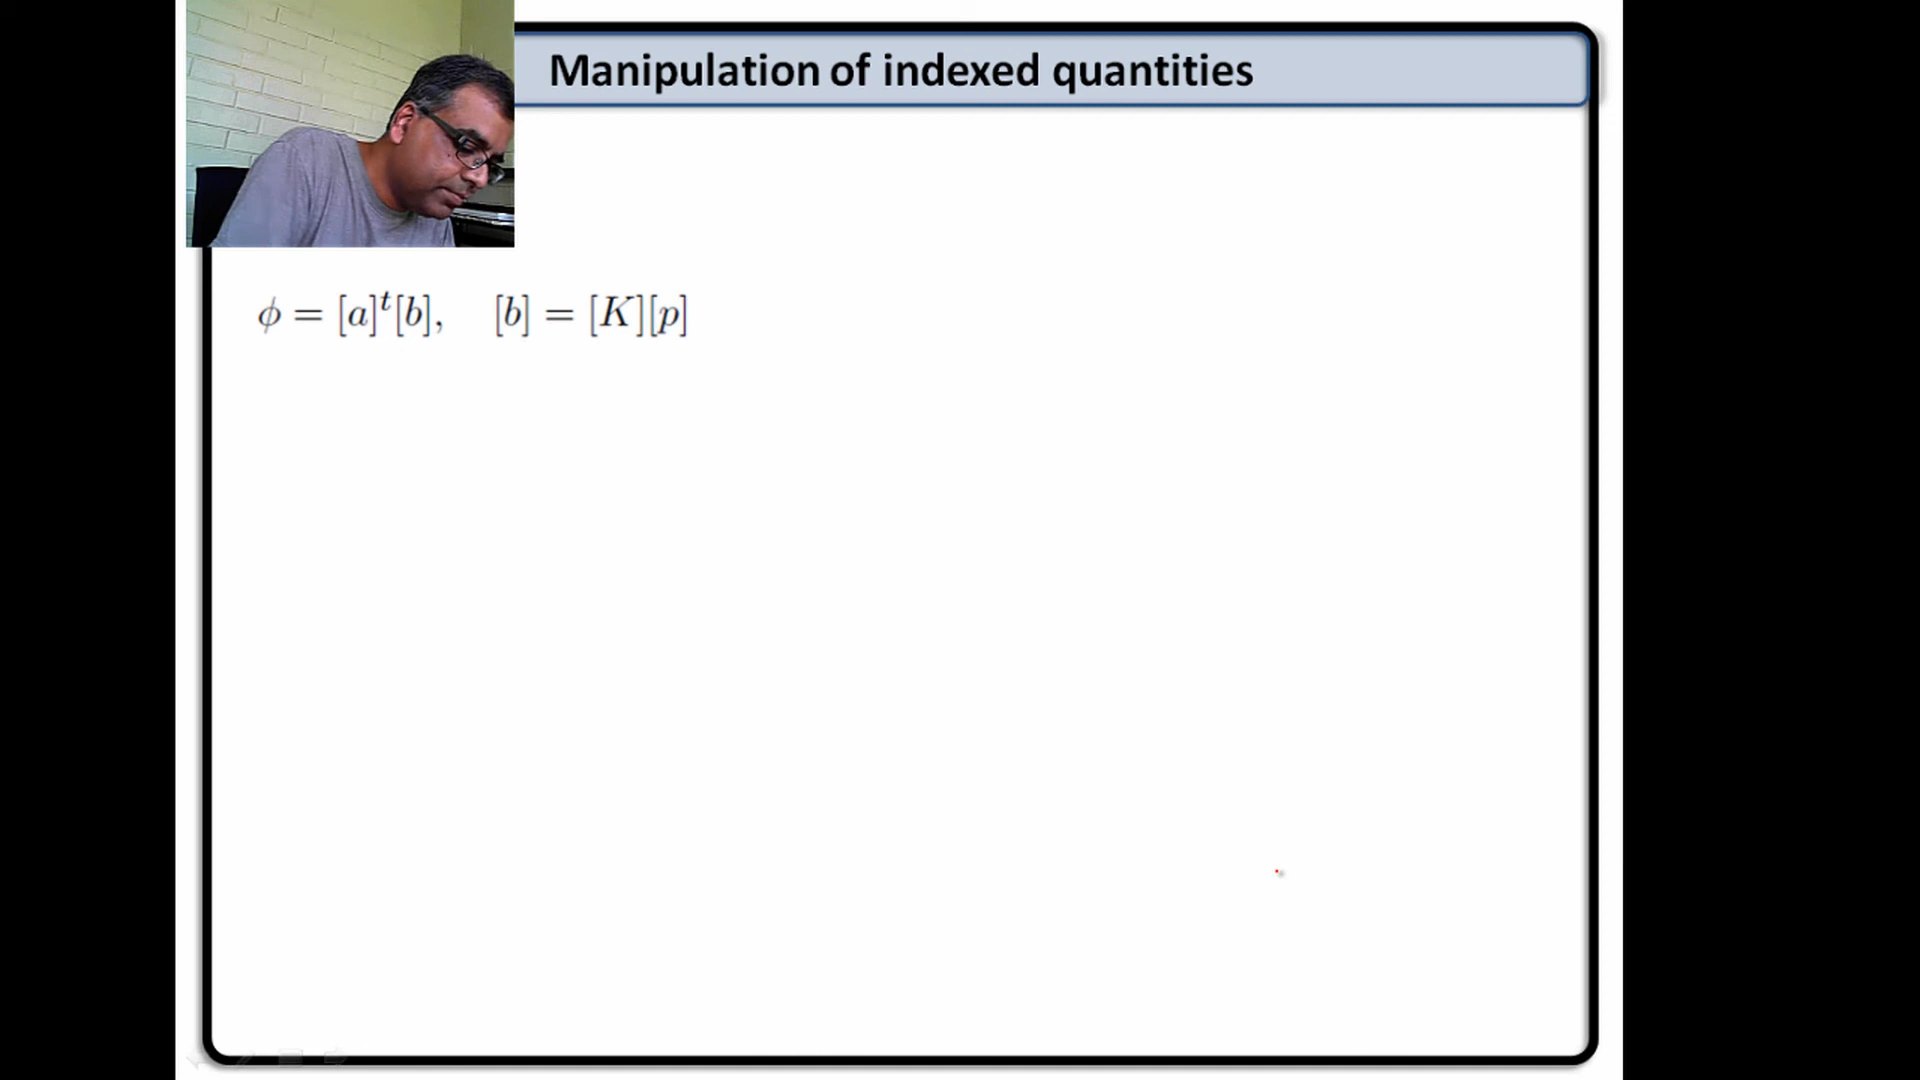 Manipulation of indexed quantities
ϕ = [a]ᵗ[b], [b] = [K][p]